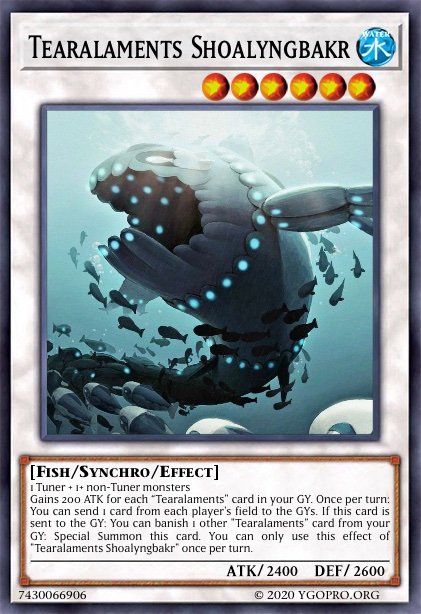 Tearalaments Shoalyngbakr
WATER
水
[Fish/Synchro/Effect]
1 Tuner + 1+ non-Tuner monsters
Gains 200 ATK for each "Tearalaments" card in your GY. Once per turn:
You can send 1 card from each player's field to the GYs. If this card is
sent to the GY: You can banish 1 other "Tearalaments" card from your
GY: Special Summon this card. You can only use this effect of
"Tearalaments Shoalyngbakr" once per turn.
ATK/ 2400 DEF/ 2600
7430066906
© 2020 YGOPRO.ORG